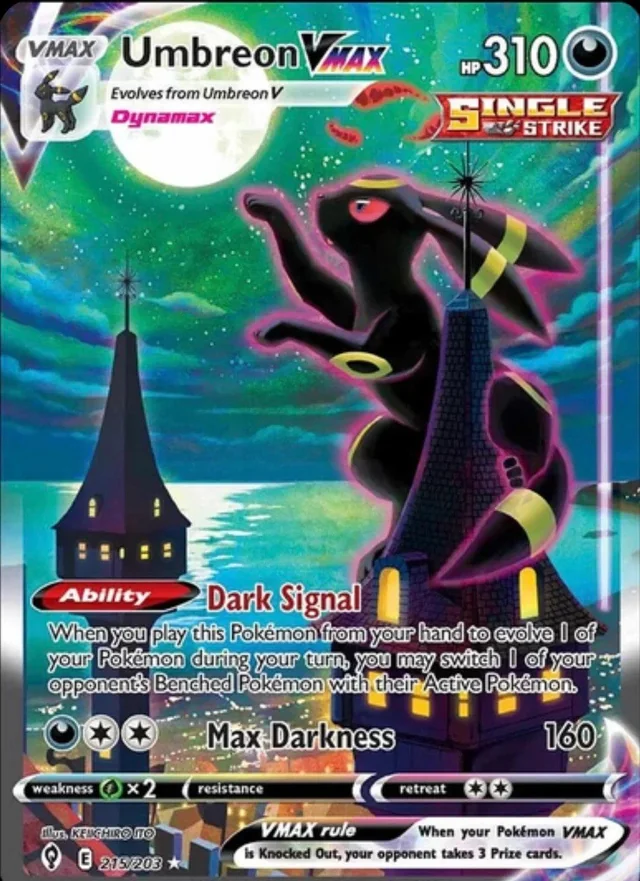 VMAX
Umbreon VMAX
HP 310
Evolves from Umbreon V
Dynamax
SINGLE
STRIKE
Ability
Dark Signal
When you play this Pokémon from your hand to evolve 1 of
your Pokémon during your turn, you may switch 1 of your
opponent's Benched Pokémon with their Active Pokémon.
Max Darkness 160
weakness ×2 resistance retreat
Illus. KEIICHIRO ITO
VMAX rule When your Pokémon VMAX
is Knocked Out, your opponent takes 3 Prize cards.
E 215/203 ★